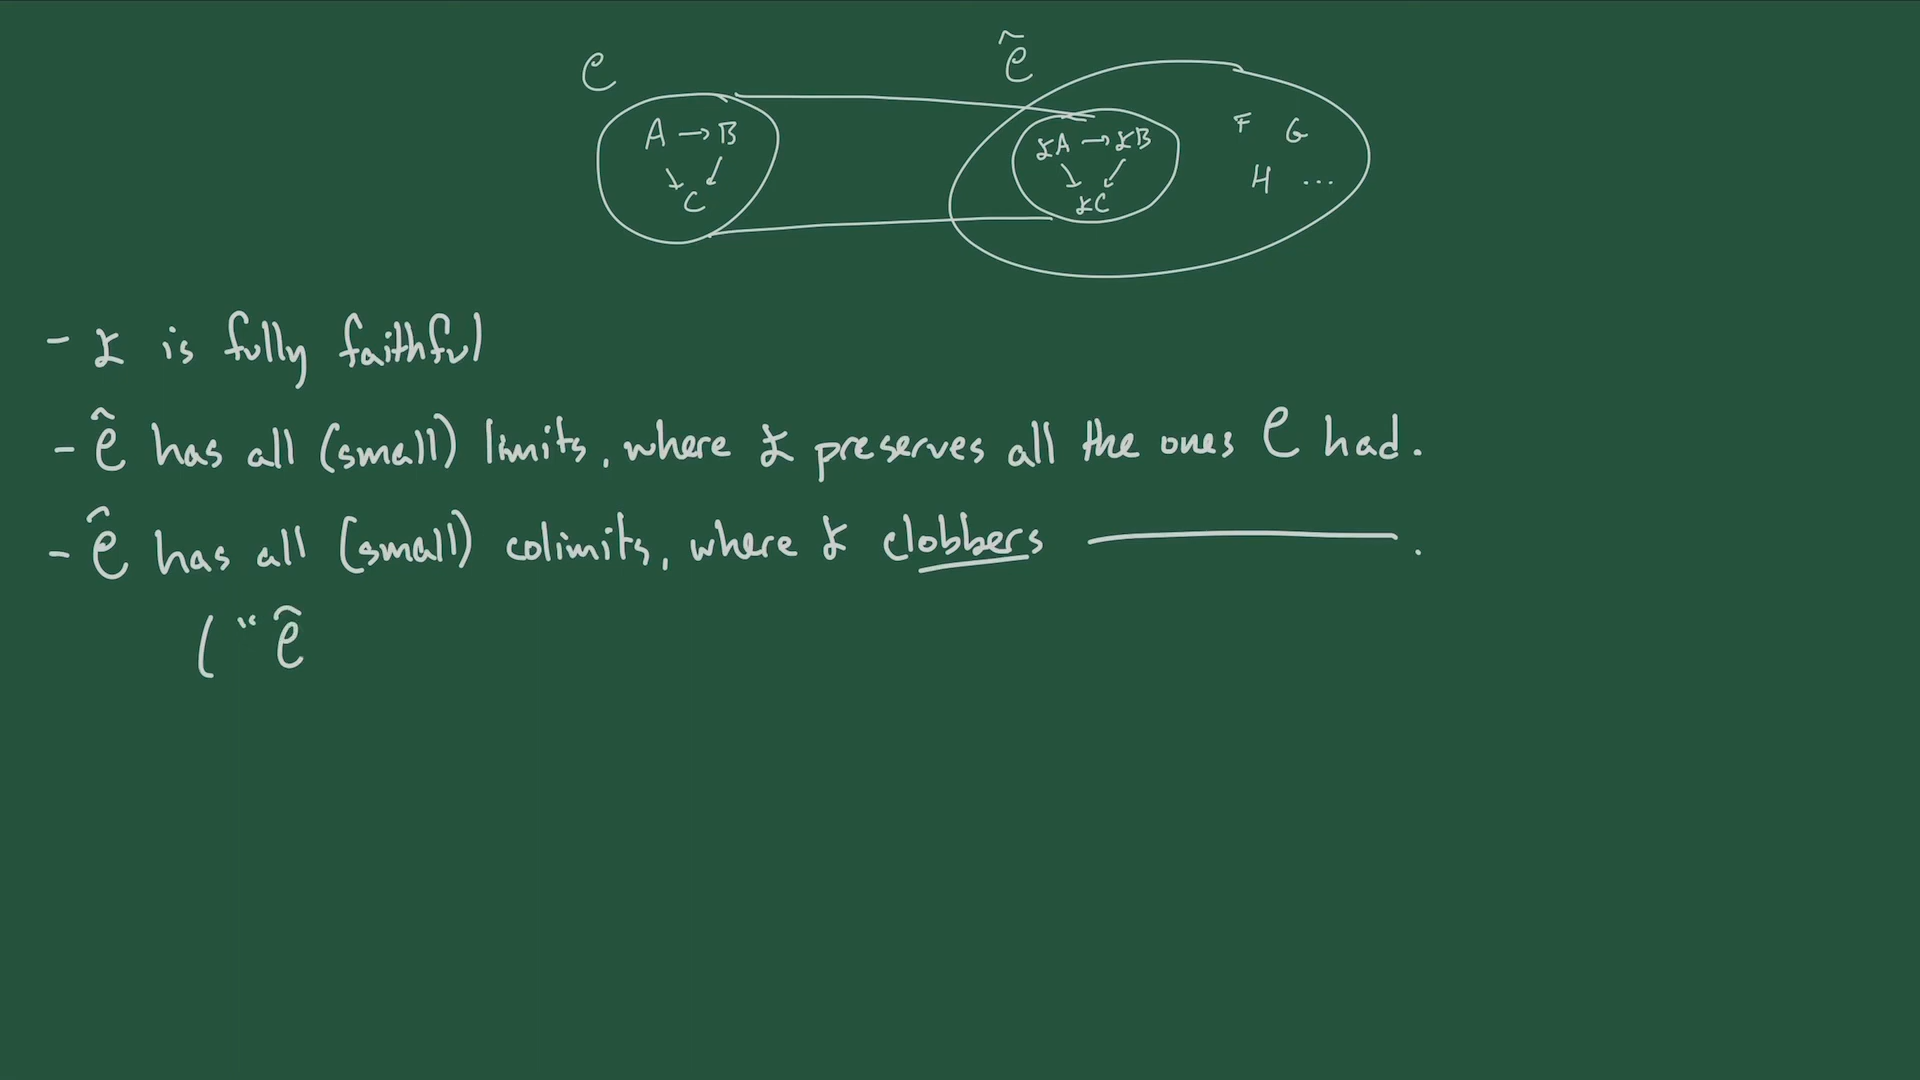 𝒞 𝒞̂
A → B よA → よB F G
C よC H ...
- よ is fully faithful
- 𝒞̂ has all (small) limits, where よ preserves all the ones 𝒞 had.
- 𝒞̂ has all (small) colimits, where よ clobbers ________.
( “ 𝒞̂